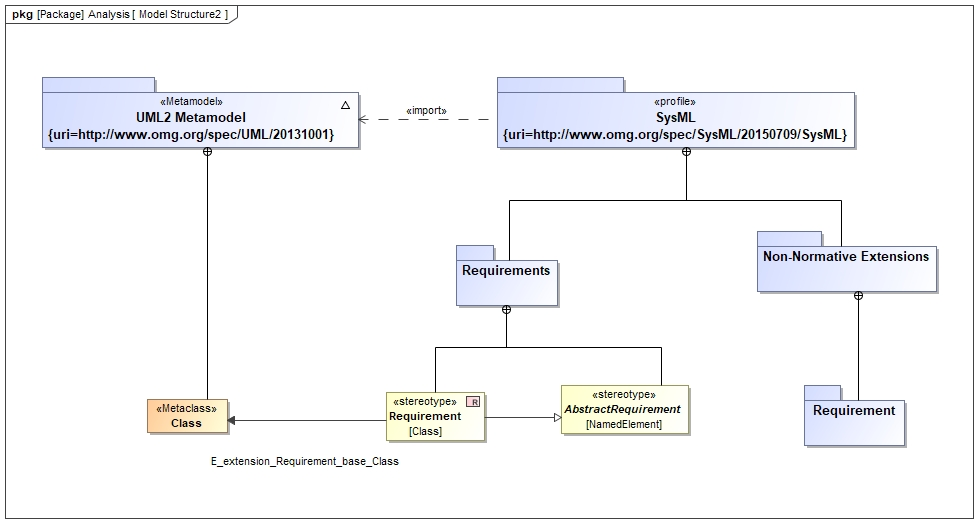 pkg [Package] Analysis [ Model Structure2 ]
«Metamodel»
UML2 Metamodel
{uri=http://www.omg.org/spec/UML/20131001}
«import»
«profile»
SysML
{uri=http://www.omg.org/spec/SysML/20150709/SysML}
Requirements
Non-Normative Extensions
«Metaclass»
Class
«stereotype»
R
Requirement
[Class]
«stereotype»
AbstractRequirement
[NamedElement]
Requirement
E_extension_Requirement_base_Class